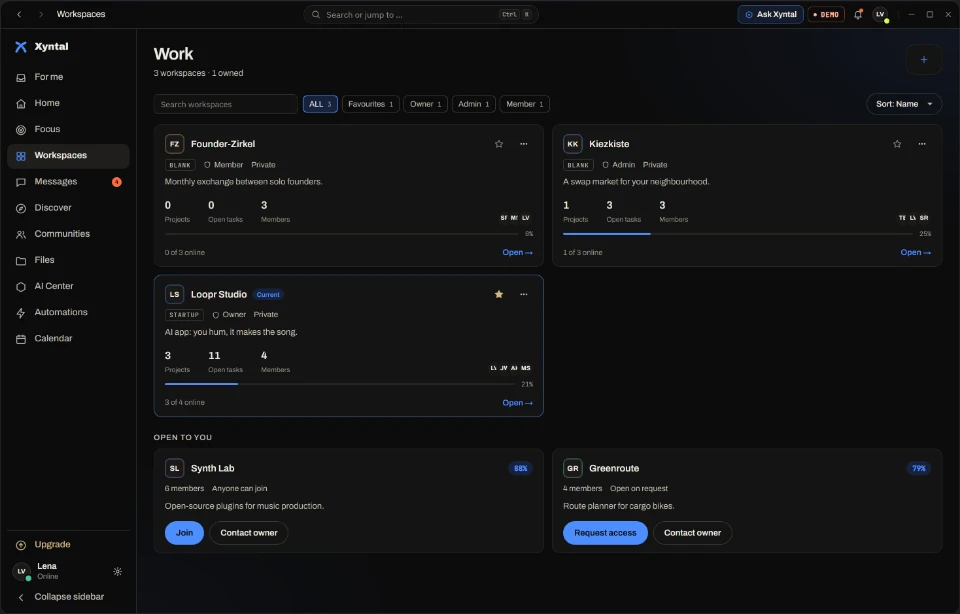 Workspaces
Search or jump to ...
Ctrl K
Ask Xyntal
DEMO
LV
Xyntal
For me
Home
Focus
Workspaces
Messages 4
Discover
Communities
Files
AI Center
Automations
Calendar
Upgrade
LV
Lena
Online
Collapse sidebar
Work
3 workspaces · 1 owned
+
Search workspaces
ALL 3
Favourites 1
Owner 1
Admin 1
Member 1
Sort: Name
FZ
Founder-Zirkel
BLANK Member Private
Monthly exchange between solo founders.
0 0 3
Projects Open tasks Members
LV
0 of 3 online
Open →
KK
Kiezkiste
BLANK Admin Private
A swap market for your neighbourhood.
1 3 3
Projects Open tasks Members
SR
25%
1 of 3 online
Open →
LS
Loopr Studio Current
STARTUP Owner Private
AI app: you hum, it makes the song.
3 11 4
Projects Open tasks Members
MS
21%
3 of 4 online
Open →
OPEN TO YOU
SL
Synth Lab
88%
6 members Anyone can join
Open-source plugins for music production.
Join
Contact owner
GR
Greenroute
79%
4 members Open on request
Route planner for cargo bikes.
Request access
Contact owner